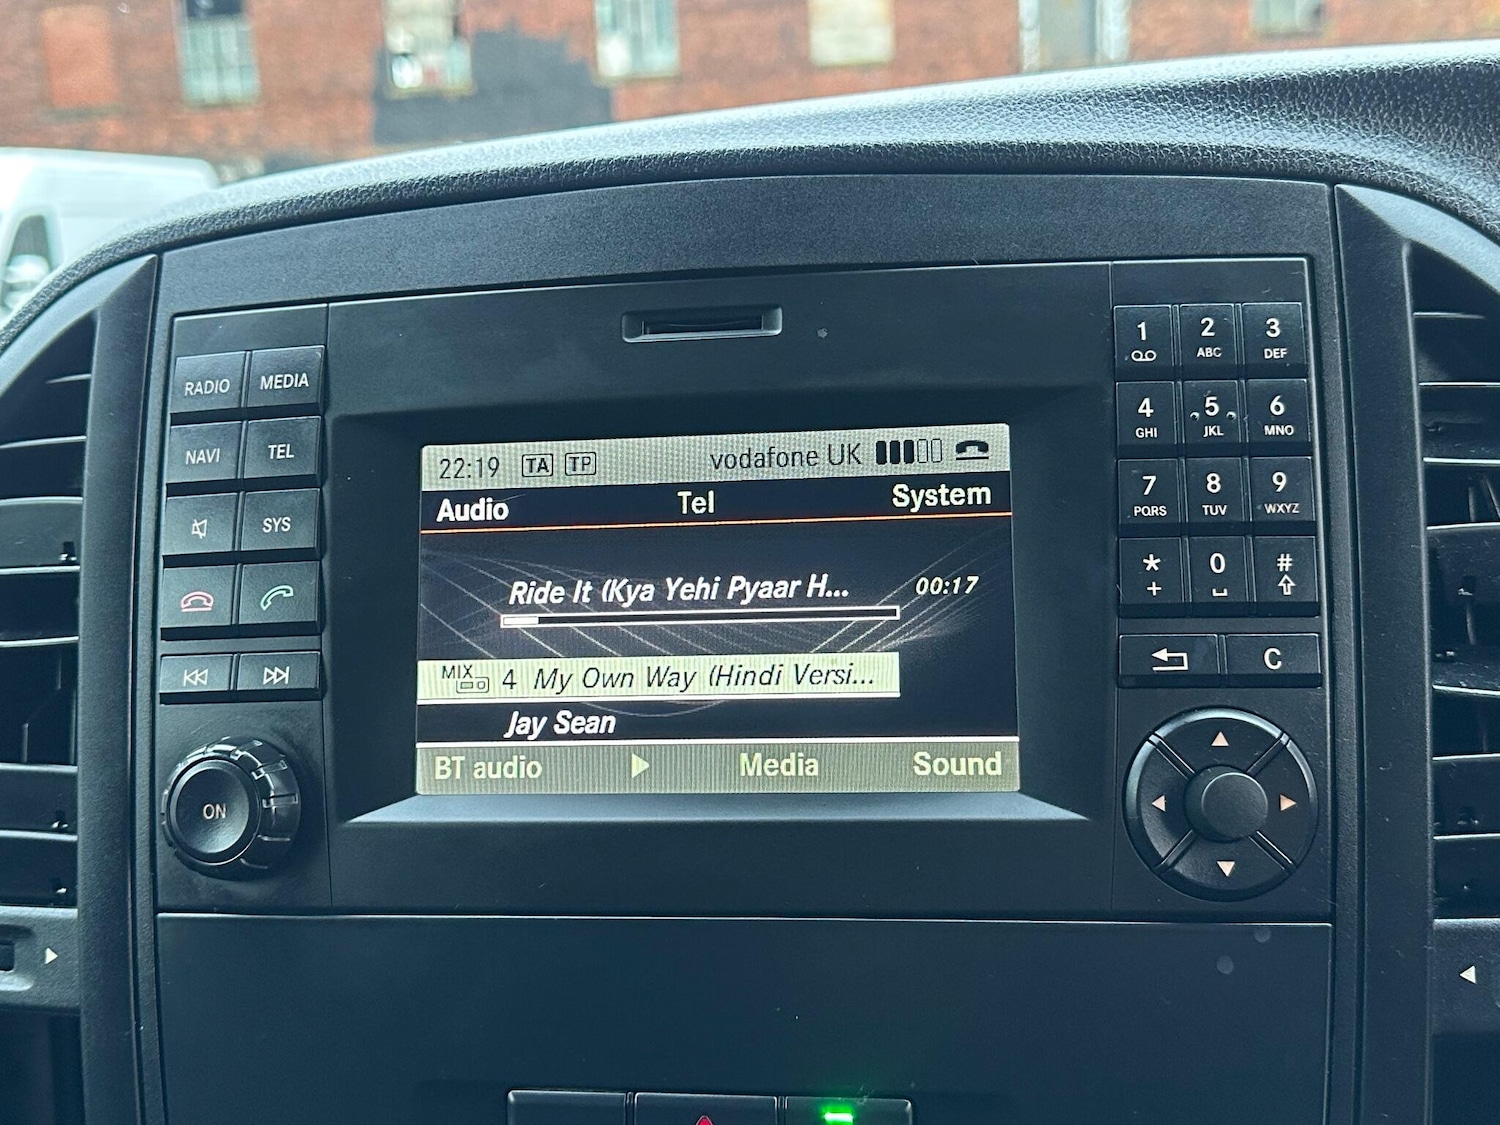 RADIO MEDIA
NAVI TEL
SYS
ON
22:19 TA TP vodafone UK
Audio Tel System
Ride It (Kya Yehi Pyaar H... 00:17
MIX 4 My Own Way (Hindi Versi...
Jay Sean
BT audio Media Sound
1 2 3
ABC DEF
4 5 6
GHI JKL MNO
7 8 9
PQRS TUV WXYZ
* 0 #
+
C